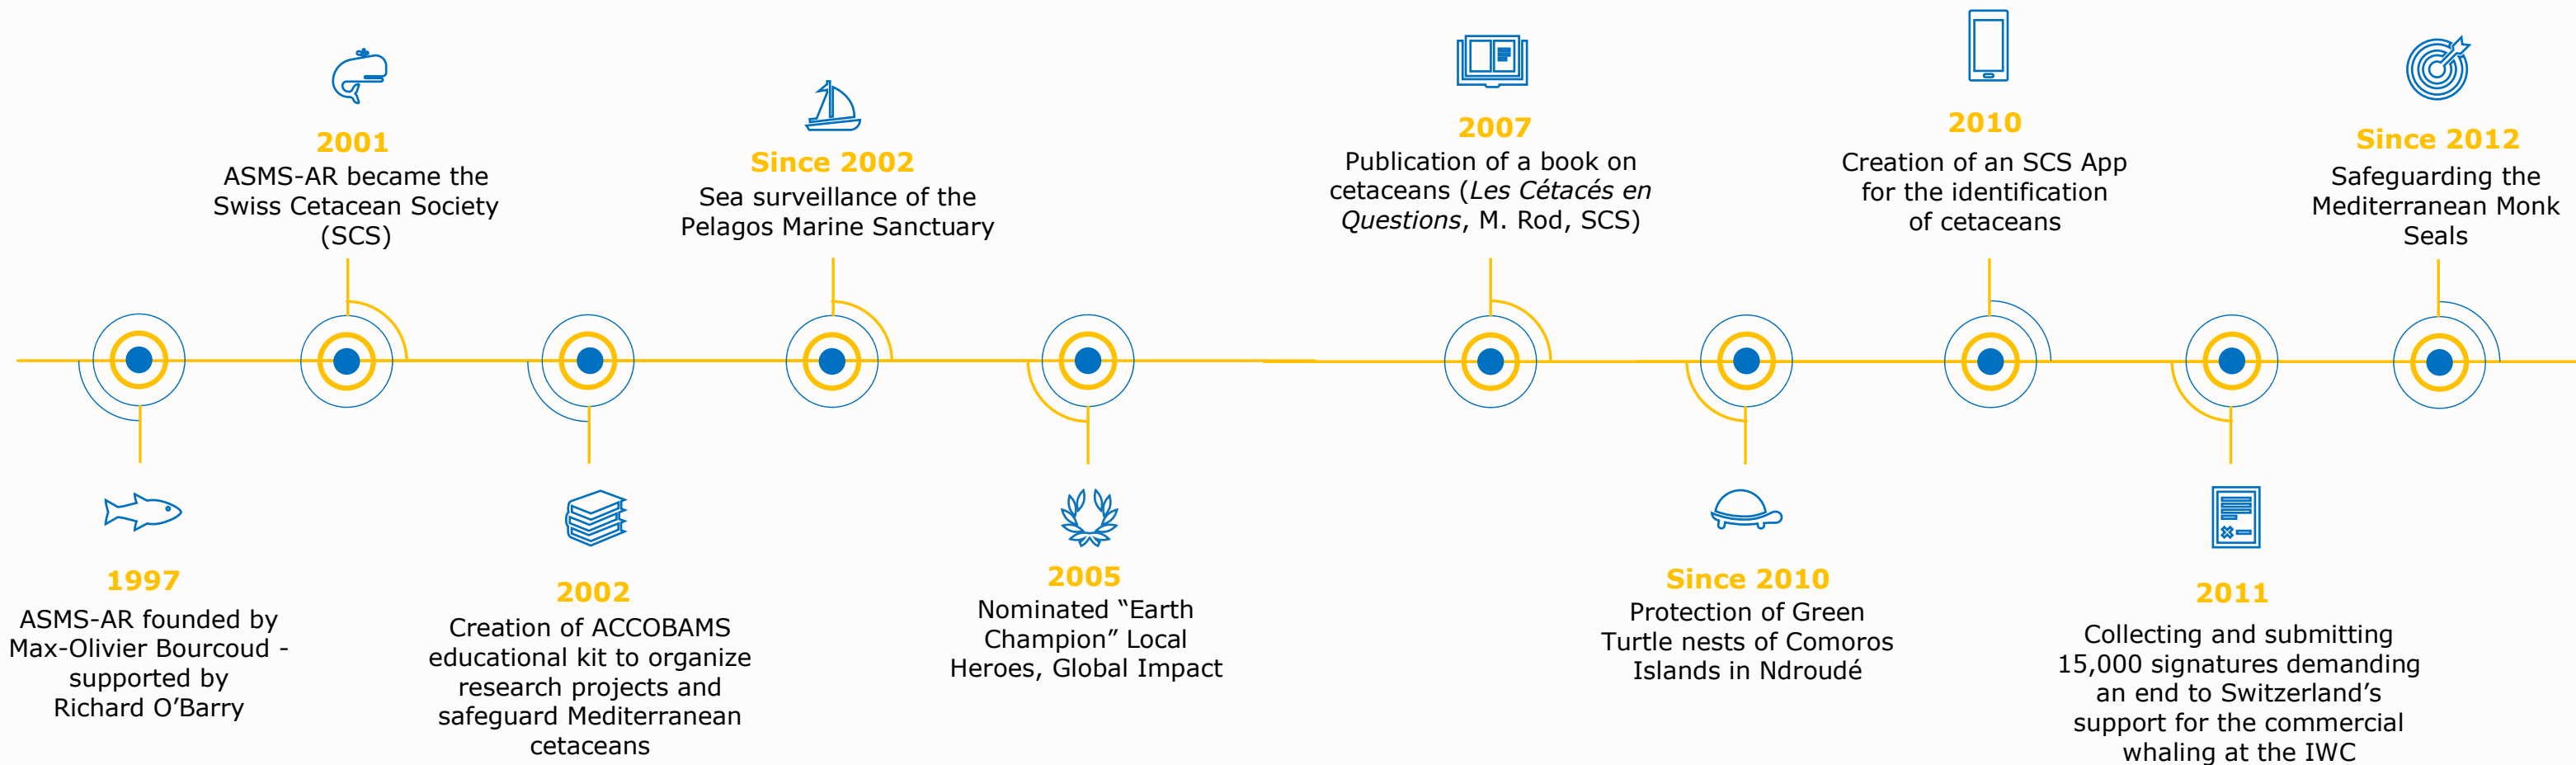 1997
ASMS-AR founded by
Max-Olivier Bourcoud -
supported by
Richard O’Barry
2001
ASMS-AR became the
Swiss Cetacean Society
(SCS)
2002
Creation of ACCOBAMS
educational kit to organize
research projects and
safeguard Mediterranean
cetaceans
Since 2002
Sea surveillance of the
Pelagos Marine Sanctuary
2005
Nominated “Earth
Champion” Local
Heroes, Global Impact
2007
Publication of a book on
cetaceans (Les Cétacés en
Questions, M. Rod, SCS)
Since 2010
Protection of Green
Turtle nests of Comoros
Islands in Ndroudé
2010
Creation of an SCS App
for the identification
of cetaceans
2011
Collecting and submitting
15,000 signatures demanding
an end to Switzerland’s
support for the commercial
whaling at the IWC
Since 2012
Safeguarding the
Mediterranean Monk
Seals